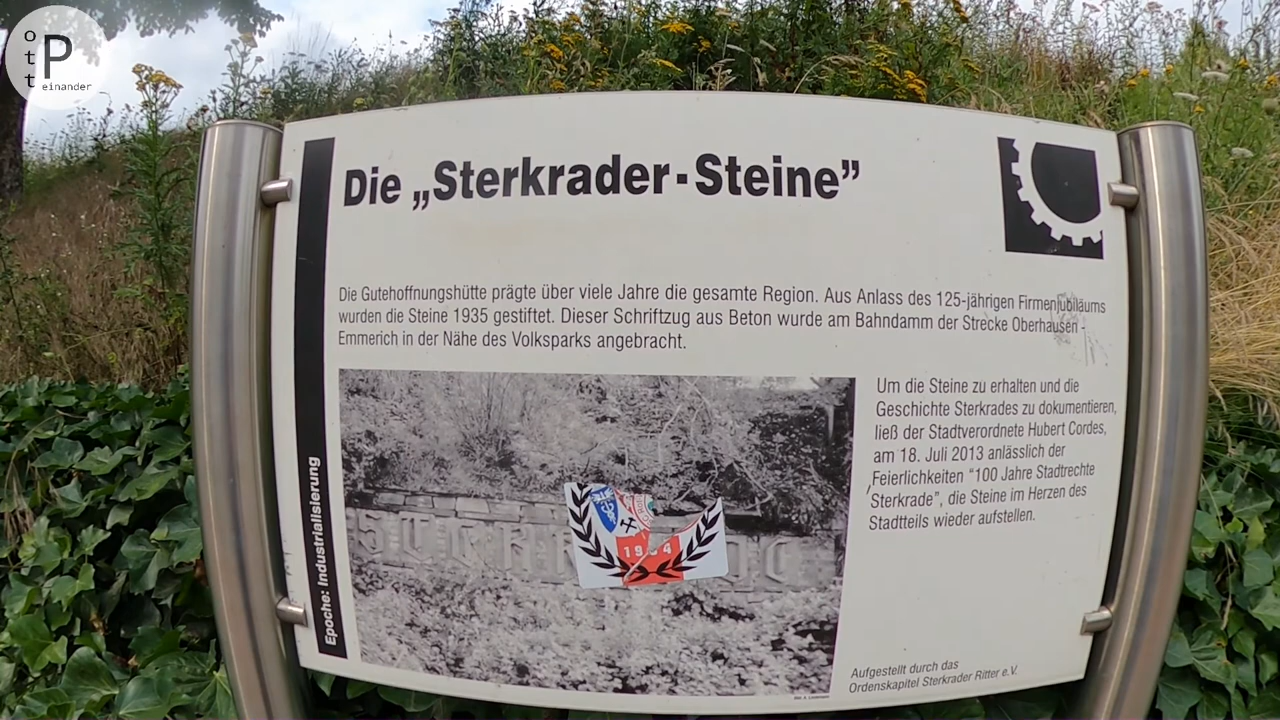 ott
P
einander
Die „Sterkrader-Steine”
Die Gutehoffnungshütte prägte über viele Jahre die gesamte Region. Aus Anlass des 125-jährigen Firmenjubiläums
wurden die Steine 1935 gestiftet. Dieser Schriftzug aus Beton wurde am Bahndamm der Strecke Oberhausen -
Emmerich in der Nähe des Volksparks angebracht.
Um die Steine zu erhalten und die
Geschichte Sterkrades zu dokumentieren,
ließ der Stadtverordnete Hubert Cordes,
am 18. Juli 2013 anlässlich der
Feierlichkeiten "100 Jahre Stadtrechte
Sterkrade", die Steine im Herzen des
Stadtteils wieder aufstellen.
1904
Epoche: Industrialisierung
Aufgestellt durch das
Ordenskapitel Sterkrader Ritter e.V.